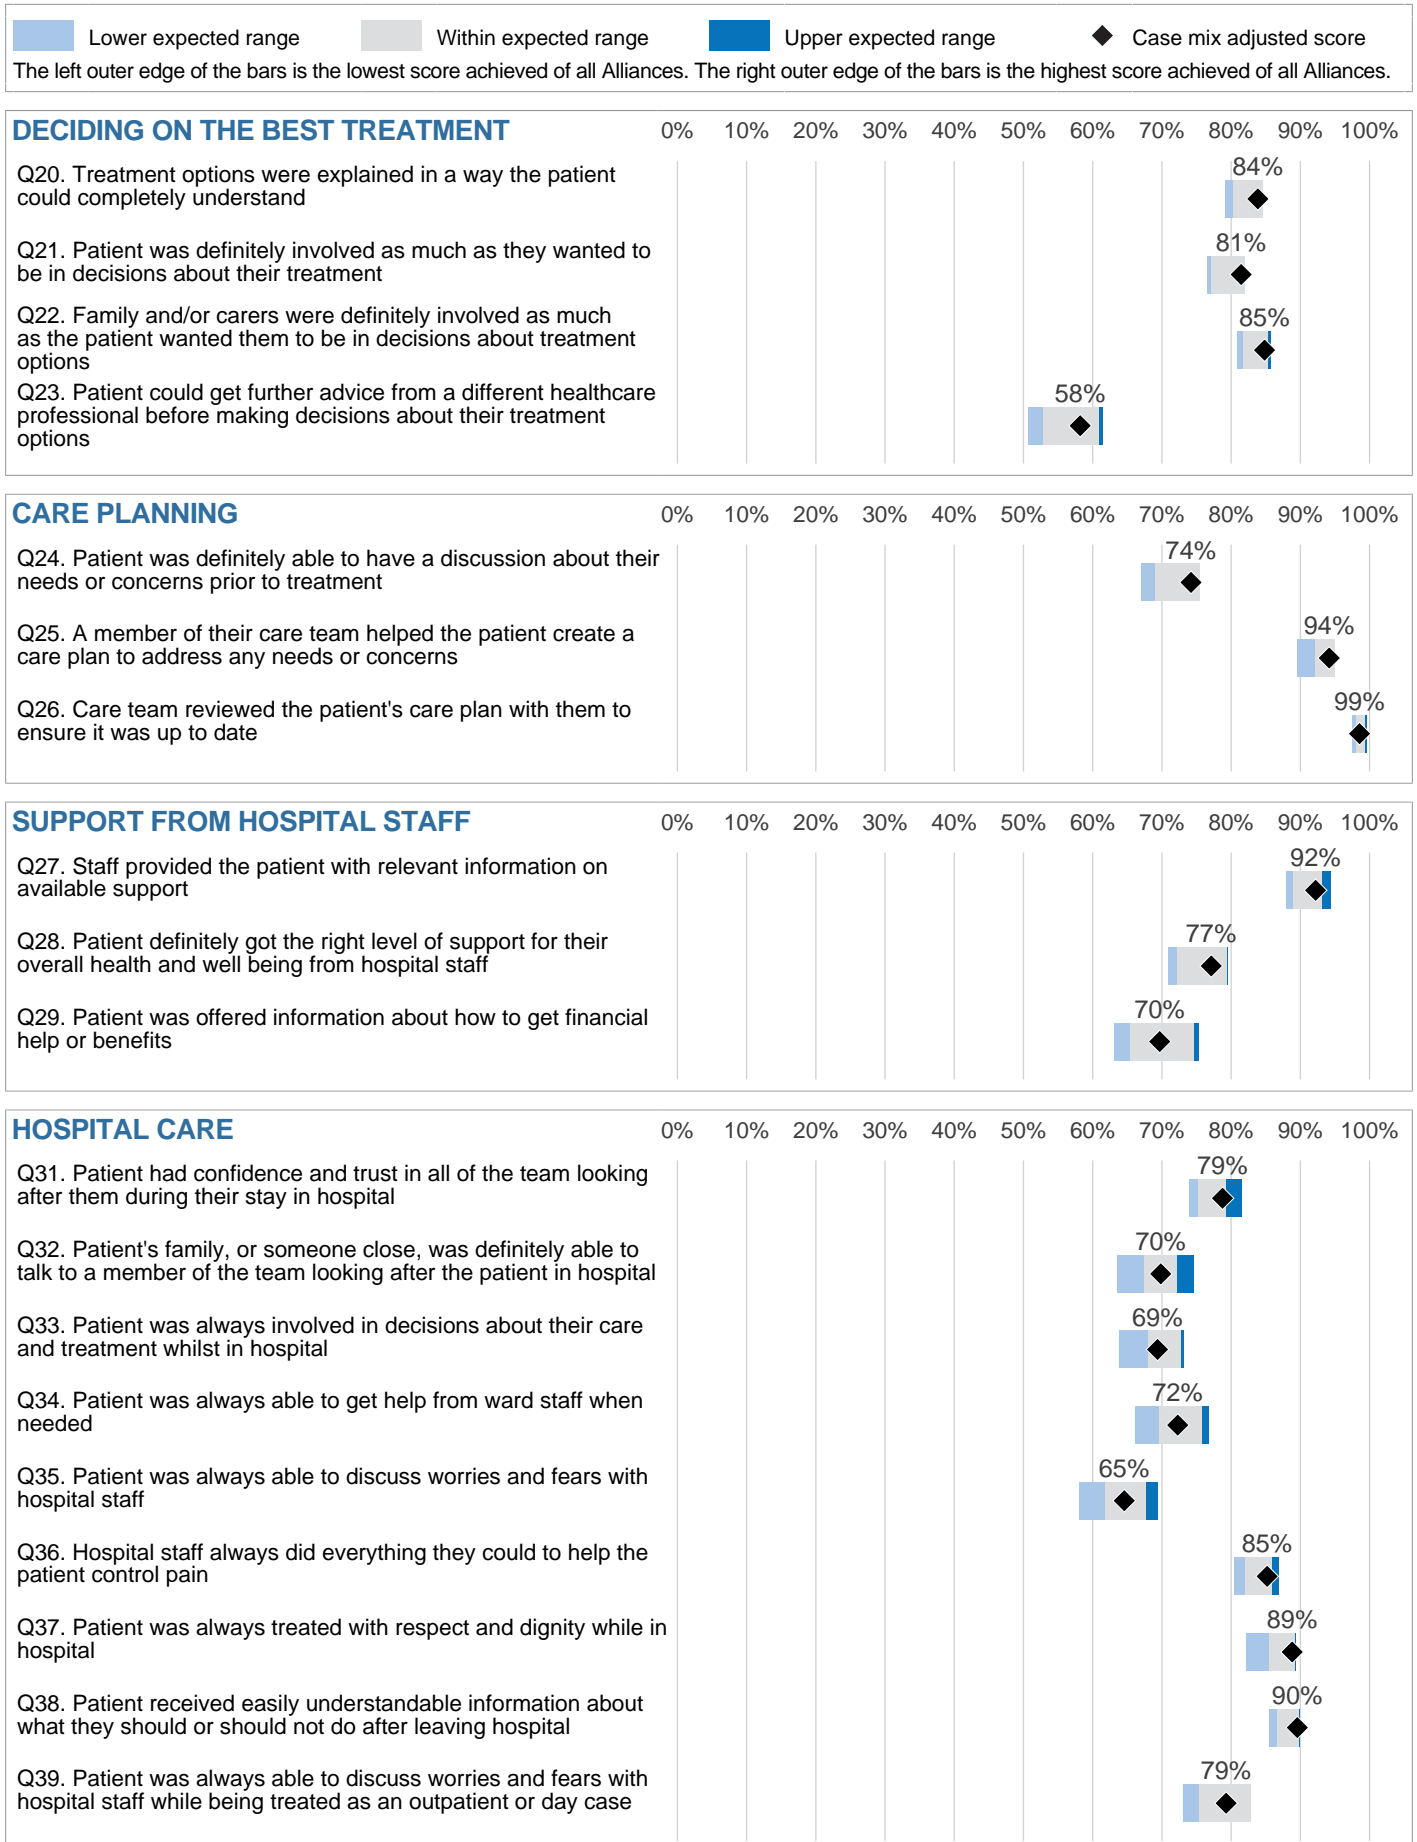 Lower expected range Within expected range Upper expected range Case mix adjusted score
The left outer edge of the bars is the lowest score achieved of all Alliances. The right outer edge of the bars is the highest score achieved of all Alliances.
DECIDING ON THE BEST TREATMENT 0% 10% 20% 30% 40% 50% 60% 70% 80% 90% 100%
Q20. Treatment options were explained in a way the patient
could completely understand
84%
Q21. Patient was definitely involved as much as they wanted to
be in decisions about their treatment
81%
Q22. Family and/or carers were definitely involved as much
as the patient wanted them to be in decisions about treatment
options
85%
Q23. Patient could get further advice from a different healthcare
professional before making decisions about their treatment
options
58%
CARE PLANNING 0% 10% 20% 30% 40% 50% 60% 70% 80% 90% 100%
Q24. Patient was definitely able to have a discussion about their
needs or concerns prior to treatment
74%
Q25. A member of their care team helped the patient create a
care plan to address any needs or concerns
94%
Q26. Care team reviewed the patient's care plan with them to
ensure it was up to date
99%
SUPPORT FROM HOSPITAL STAFF 0% 10% 20% 30% 40% 50% 60% 70% 80% 90% 100%
Q27. Staff provided the patient with relevant information on
available support
92%
Q28. Patient definitely got the right level of support for their
overall health and well being from hospital staff
77%
Q29. Patient was offered information about how to get financial
help or benefits
70%
HOSPITAL CARE 0% 10% 20% 30% 40% 50% 60% 70% 80% 90% 100%
Q31. Patient had confidence and trust in all of the team looking
after them during their stay in hospital
79%
Q32. Patient's family, or someone close, was definitely able to
talk to a member of the team looking after the patient in hospital
70%
Q33. Patient was always involved in decisions about their care
and treatment whilst in hospital
69%
Q34. Patient was always able to get help from ward staff when
needed
72%
Q35. Patient was always able to discuss worries and fears with
hospital staff
65%
Q36. Hospital staff always did everything they could to help the
patient control pain
85%
Q37. Patient was always treated with respect and dignity while in
hospital
89%
Q38. Patient received easily understandable information about
what they should or should not do after leaving hospital
90%
Q39. Patient was always able to discuss worries and fears with
hospital staff while being treated as an outpatient or day case
79%